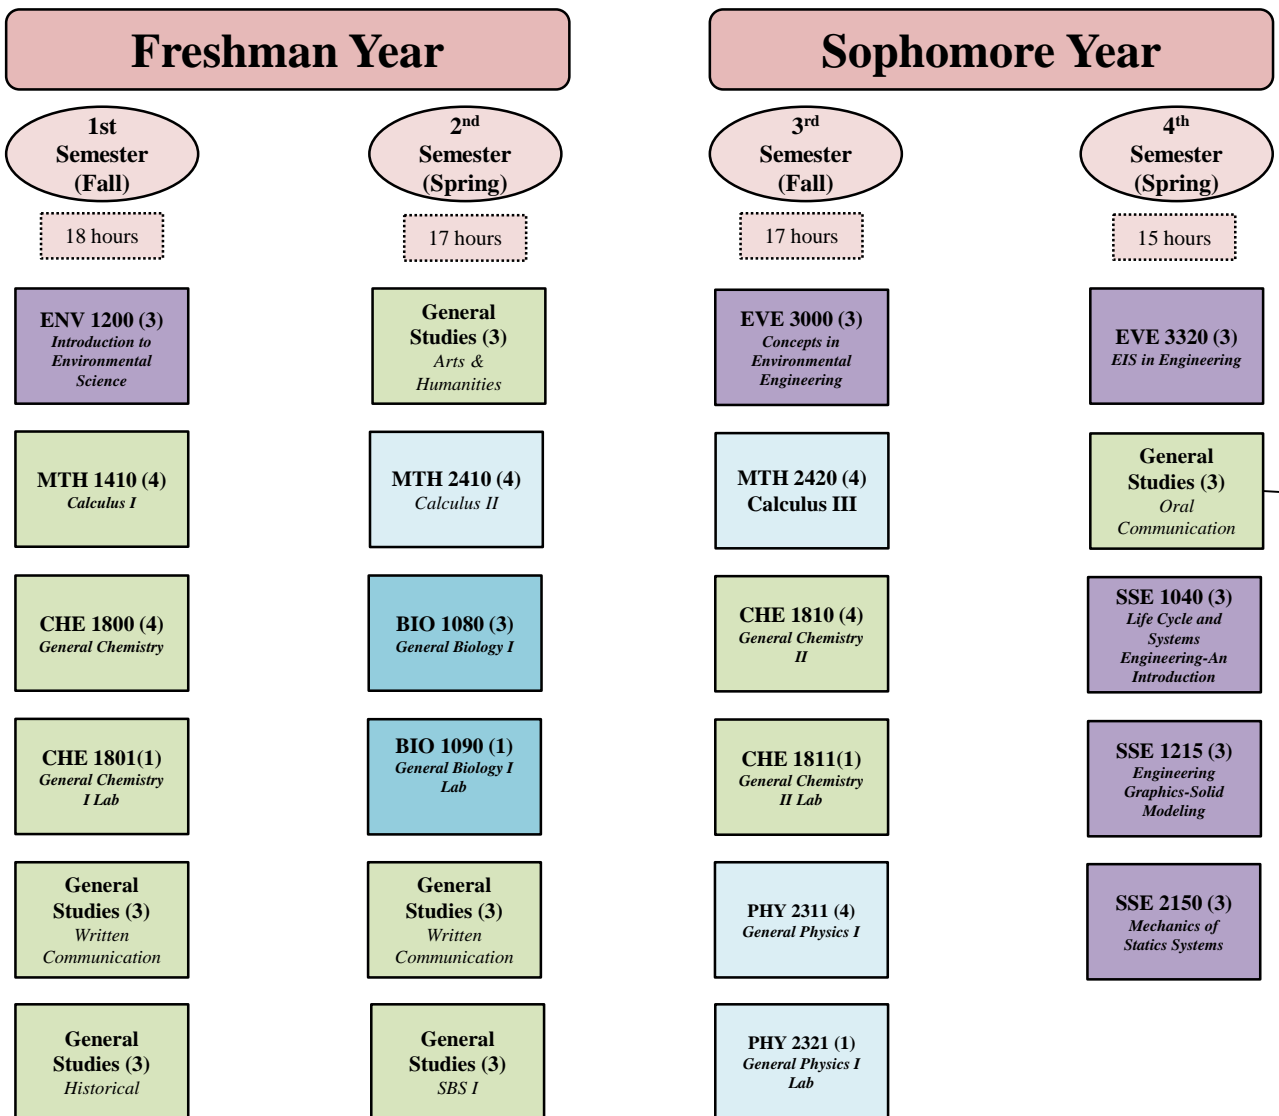 Freshman Year
Sophomore Year
1st
Semester
(Fall)
2nd
Semester
(Spring)
3rd
Semester
(Fall)
4th
Semester
(Spring)
18 hours
17 hours
17 hours
15 hours
ENV 1200 (3)
Introduction to
Environmental
Science
General
Studies (3)
Arts &
Humanities
EVE 3000 (3)
Concepts in
Environmental
Engineering
EVE 3320 (3)
EIS in Engineering
MTH 1410 (4)
Calculus I
MTH 2410 (4)
Calculus II
MTH 2420 (4)
Calculus III
General
Studies (3)
Oral
Communication
CHE 1800 (4)
General Chemistry
BIO 1080 (3)
General Biology I
CHE 1810 (4)
General Chemistry
II
SSE 1040 (3)
Life Cycle and
Systems
Engineering-An
Introduction
CHE 1801(1)
General Chemistry
I Lab
BIO 1090 (1)
General Biology I
Lab
CHE 1811(1)
General Chemistry
II Lab
SSE 1215 (3)
Engineering
Graphics-Solid
Modeling
General
Studies (3)
Written
Communication
General
Studies (3)
Written
Communication
PHY 2311 (4)
General Physics I
SSE 2150 (3)
Mechanics of
Statics Systems
General
Studies (3)
Historical
General
Studies (3)
SBS I
PHY 2321 (1)
General Physics I
Lab